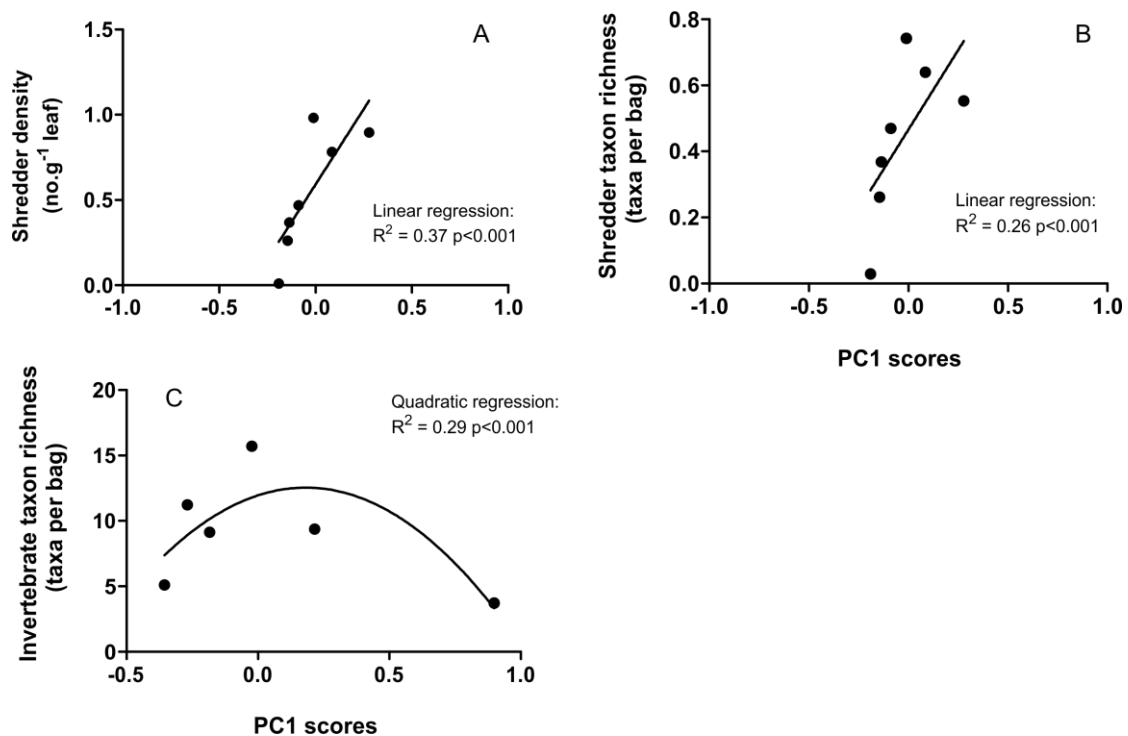 A
Shredder density
(no.g-1 leaf)
1.5
1.0
0.5
0.0
-1.0 -0.5 0.0 0.5 1.0
Linear regression:
R2 = 0.37 p<0.001
B
Shredder taxon richness
(taxa per bag)
0.8
0.6
0.4
0.2
0.0
-1.0 -0.5 0.0 0.5 1.0
Linear regression:
R2 = 0.26 p<0.001
PC1 scores
C
Invertebrate taxon richness
(taxa per bag)
20
15
10
5
0
-0.5 0.0 0.5 1.0
Quadratic regression:
R2 = 0.29 p<0.001
PC1 scores